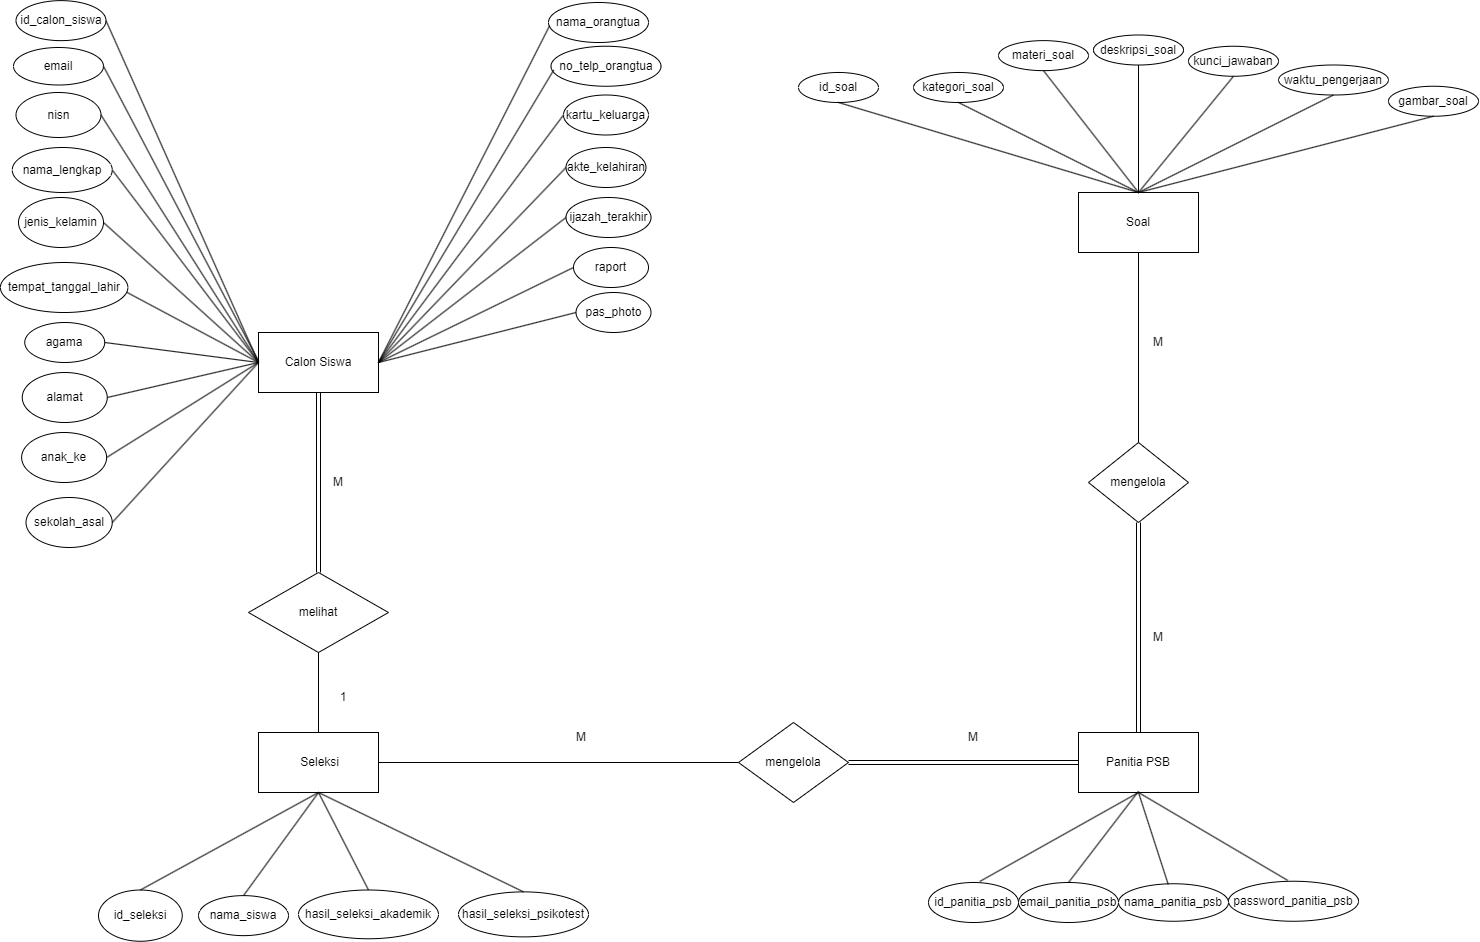 id_calon_siswa
email
nisn
nama_lengkap
jenis_kelamin
tempat_tanggal_lahir
agama
alamat
anak_ke
sekolah_asal
nama_orangtua
no_telp_orangtua
kartu_keluarga
akte_kelahiran
ijazah_terakhir
raport
pas_photo
Calon Siswa
M
melihat
1
Seleksi
id_seleksi
nama_siswa
hasil_seleksi_akademik
hasil_seleksi_psikotest
M
mengelola
M
id_soal
kategori_soal
materi_soal
deskripsi_soal
kunci_jawaban
waktu_pengerjaan
gambar_soal
Soal
M
mengelola
M
Panitia PSB
id_panitia_psb
email_panitia_psb
nama_panitia_psb
password_panitia_psb